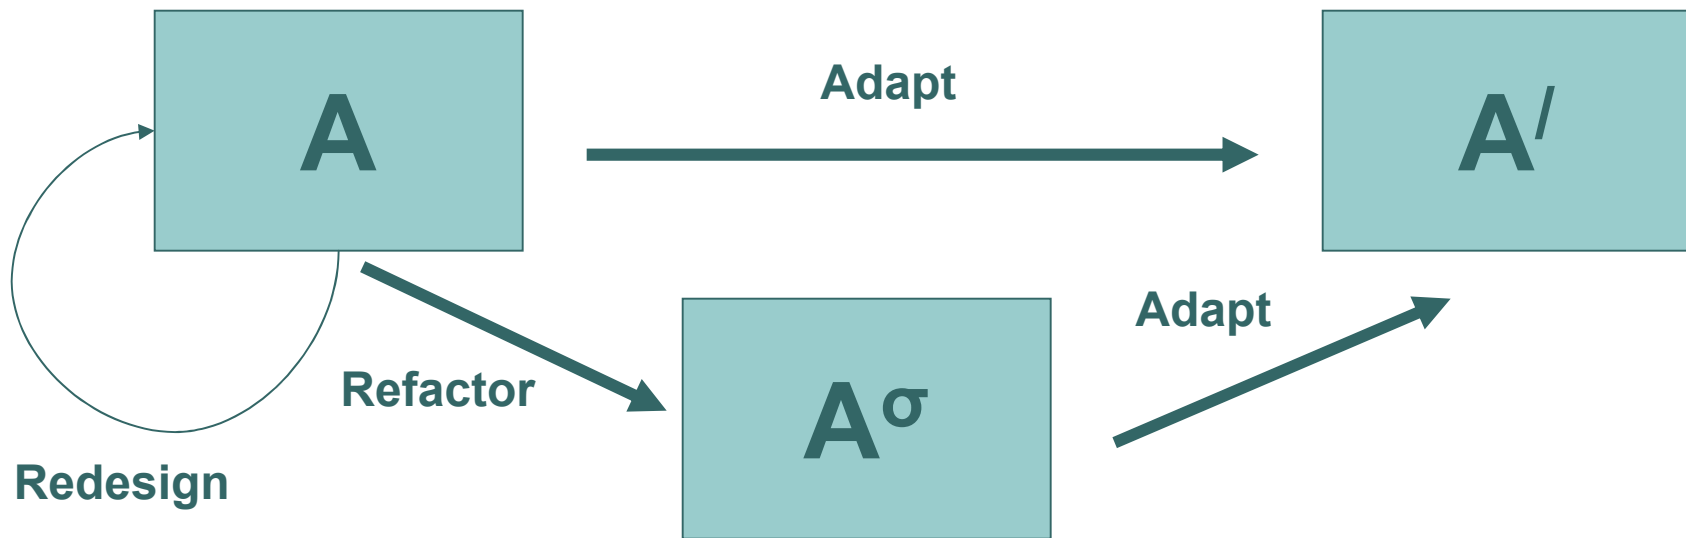 Adapt
A
A/
Adapt
Refactor
Aσ
Redesign